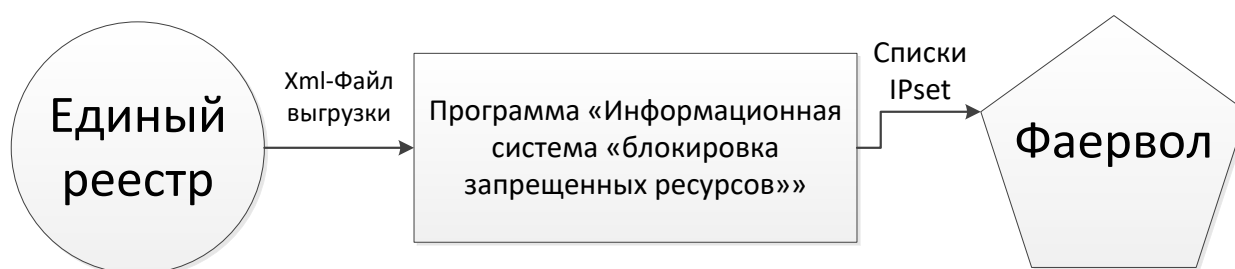 Единый
реестр
Xml-Файл
выгрузки
Программа «Информационная
система «блокировка
запрещенных ресурсов»»
Списки
IPset
Фаервол